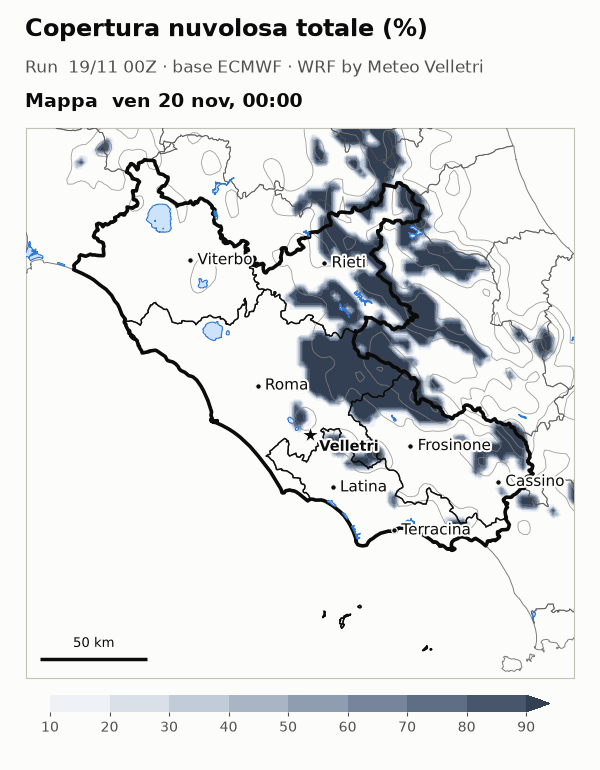 Copertura nuvolosa totale (%)
Run  19/11 00Z · base ECMWF · WRF by Meteo Velletri
Mappa  ven 20 nov, 00:00
Viterbo
Rieti
Roma
Velletri
Frosinone
Cassino
Latina
Terracina
50 km
10 20 30 40 50 60 70 80 90